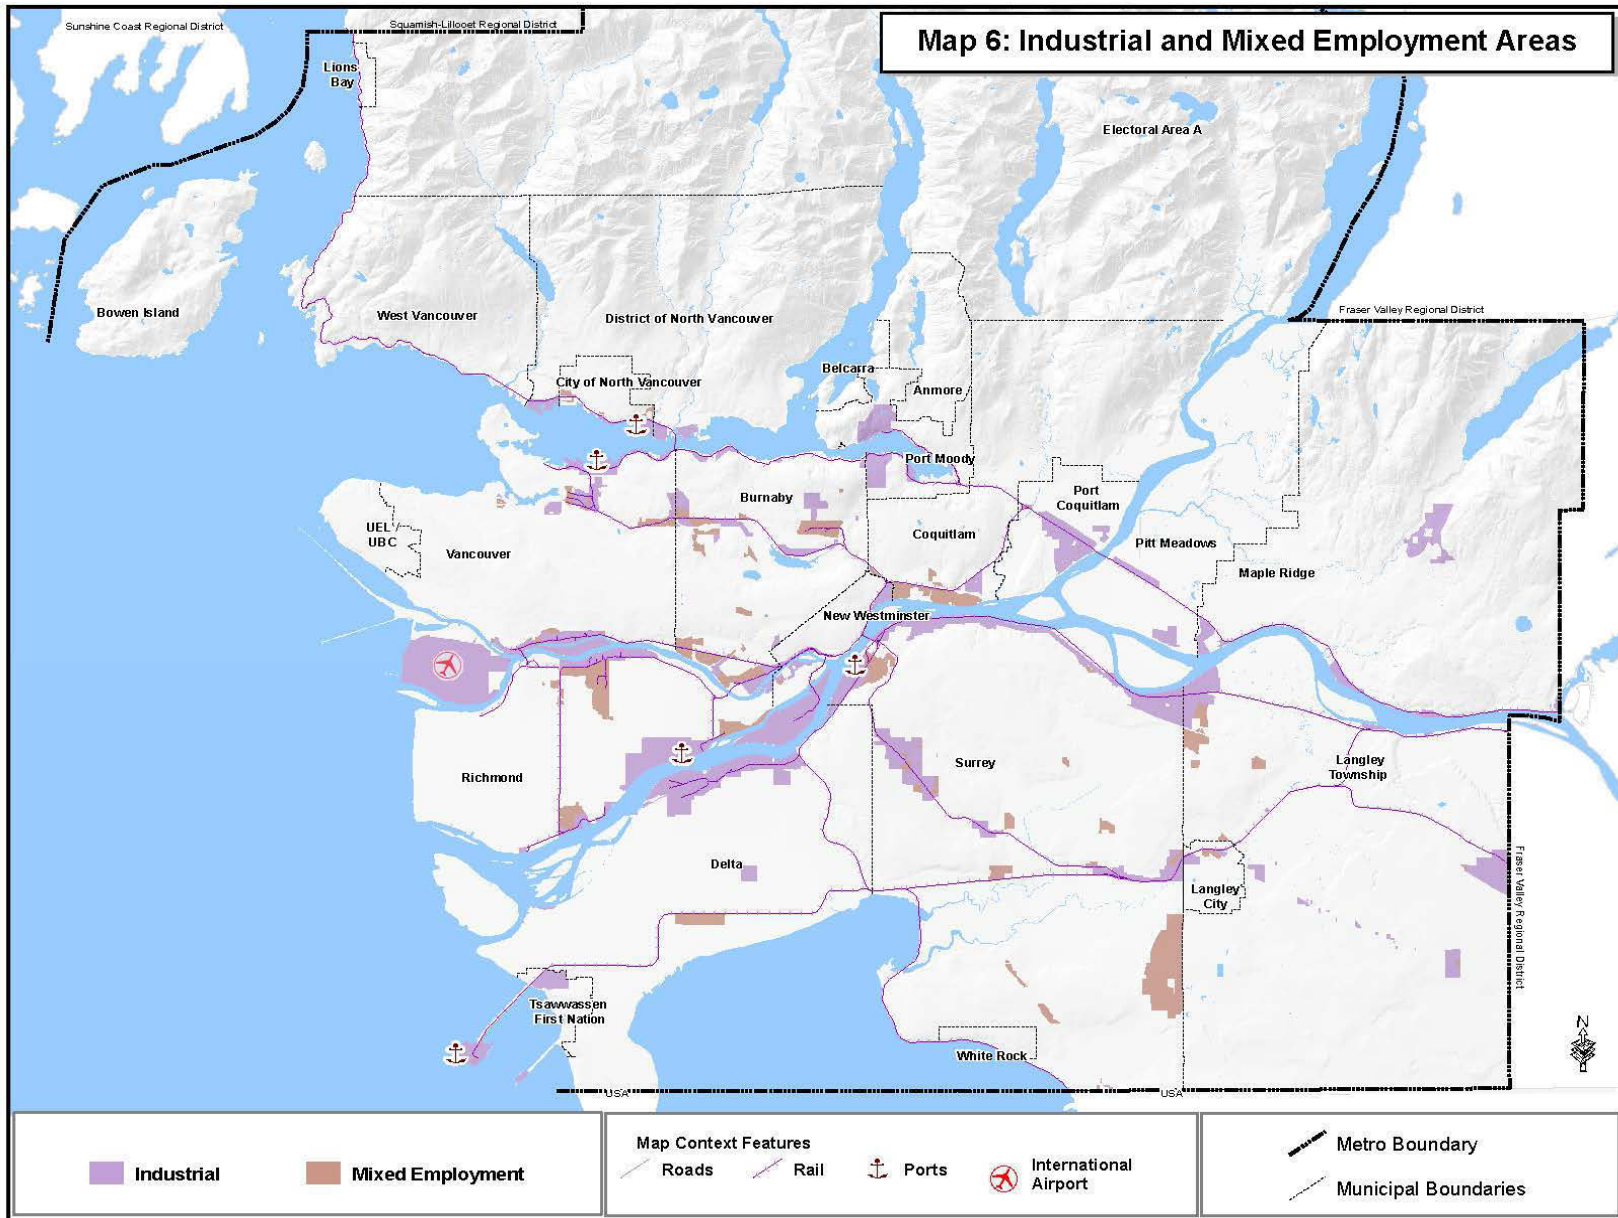 Sunshine Coast Regional District
Squamish-Lillooet Regional District
Map 6: Industrial and Mixed Employment Areas
Lions
Bay
Electoral Area A
Bowen Island
West Vancouver
District of North Vancouver
Fraser Valley Regional District
City of North Vancouver
Belcarra
Anmore
Port Moody
Burnaby
Port
Coquitlam
UEL
UBC
Vancouver
Coquitlam
Pitt Meadows
Maple Ridge
New Westminster
Richmond
Surrey
Langley
Township
Delta
Langley
City
Fraser Valley Regional District
Tsawwassen
First Nation
White Rock
N
USA
USA
Industrial
Mixed Employment
Map Context Features
Roads
Rail
Ports
International
Airport
Metro Boundary
Municipal Boundaries